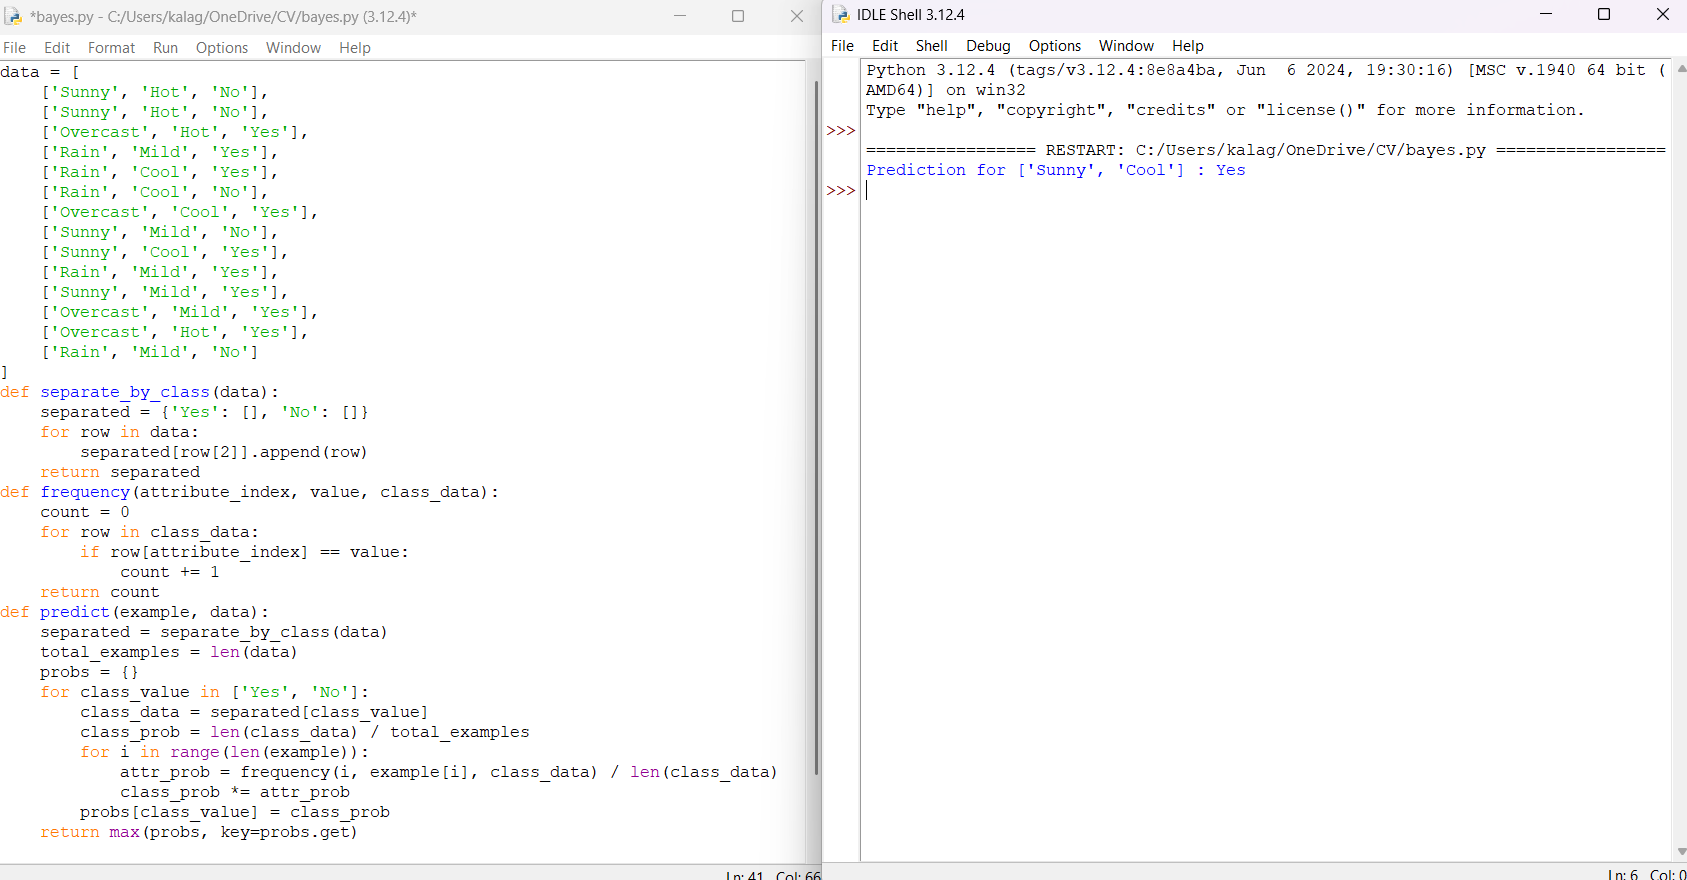 *bayes.py - C:/Users/kalag/OneDrive/CV/bayes.py (3.12.4)*
File Edit Format Run Options Window Help
data = [
    ['Sunny', 'Hot', 'No'],
    ['Sunny', 'Hot', 'No'],
    ['Overcast', 'Hot', 'Yes'],
    ['Rain', 'Mild', 'Yes'],
    ['Rain', 'Cool', 'Yes'],
    ['Rain', 'Cool', 'No'],
    ['Overcast', 'Cool', 'Yes'],
    ['Sunny', 'Mild', 'No'],
    ['Sunny', 'Cool', 'Yes'],
    ['Rain', 'Mild', 'Yes'],
    ['Sunny', 'Mild', 'Yes'],
    ['Overcast', 'Mild', 'Yes'],
    ['Overcast', 'Hot', 'Yes'],
    ['Rain', 'Mild', 'No']
]
def separate_by_class(data):
    separated = {'Yes': [], 'No': []}
    for row in data:
        separated[row[2]].append(row)
    return separated
def frequency(attribute_index, value, class_data):
    count = 0
    for row in class_data:
        if row[attribute_index] == value:
            count += 1
    return count
def predict(example, data):
    separated = separate_by_class(data)
    total_examples = len(data)
    probs = {}
    for class_value in ['Yes', 'No']:
        class_data = separated[class_value]
        class_prob = len(class_data) / total_examples
        for i in range(len(example)):
            attr_prob = frequency(i, example[i], class_data) / len(class_data)
            class_prob *= attr_prob
        probs[class_value] = class_prob
    return max(probs, key=probs.get)
Ln: 41 Col: 66
IDLE Shell 3.12.4
File Edit Shell Debug Options Window Help
Python 3.12.4 (tags/v3.12.4:8e8a4ba, Jun  6 2024, 19:30:16) [MSC v.1940 64 bit (
AMD64)] on win32
Type "help", "copyright", "credits" or "license()" for more information.
>>>
================= RESTART: C:/Users/kalag/OneDrive/CV/bayes.py =================
Prediction for ['Sunny', 'Cool'] : Yes
>>>
Ln: 6 Col: 0